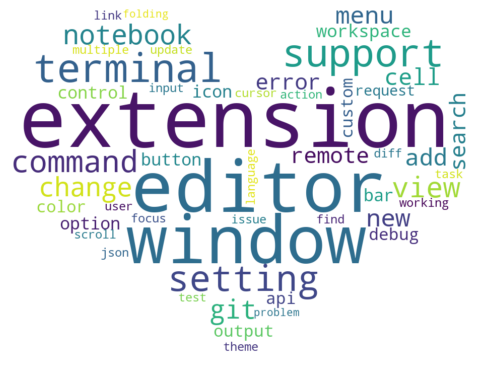 link folding
menu
notebook
workspace
multiple update
support
terminal
error
cell
control
input
icon
cursor
action
custom
request
extension
search
command
button
language
remote
diff
add
change
editor
task
view
color
user
bar
working
option
focus
issue
find
new
scroll
window
debug
json
setting
test
api
git
problem
output
theme